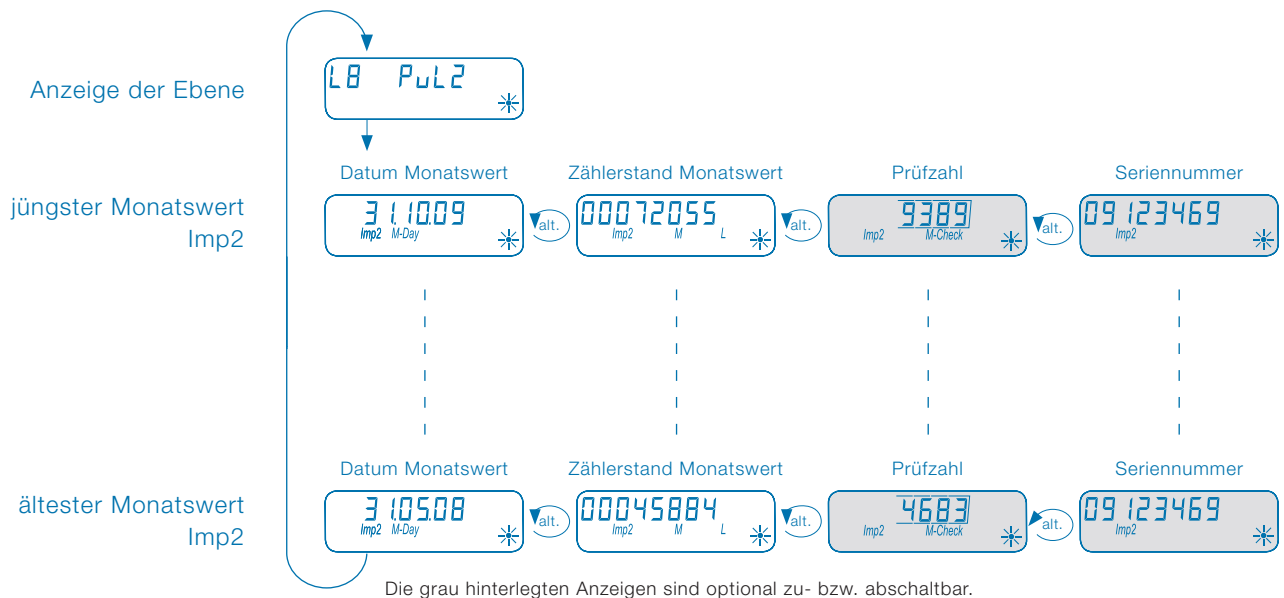 Anzeige der Ebene
L8 PuL2
Datum Monatswert Zählerstand Monatswert Prüfzahl Seriennummer
jüngster Monatswert
Imp2
31.10.09 alt. 00072055 alt. 9389 alt. 09123469
Imp2 M-Day Imp2 M L Imp2 M-Check Imp2
Datum Monatswert Zählerstand Monatswert Prüfzahl Seriennummer
ältester Monatswert
Imp2
31.05.08 alt. 00045884 alt. 4683 alt. 09123469
Imp2 M-Day Imp2 M L Imp2 M-Check Imp2
Die grau hinterlegten Anzeigen sind optional zu- bzw. abschaltbar.